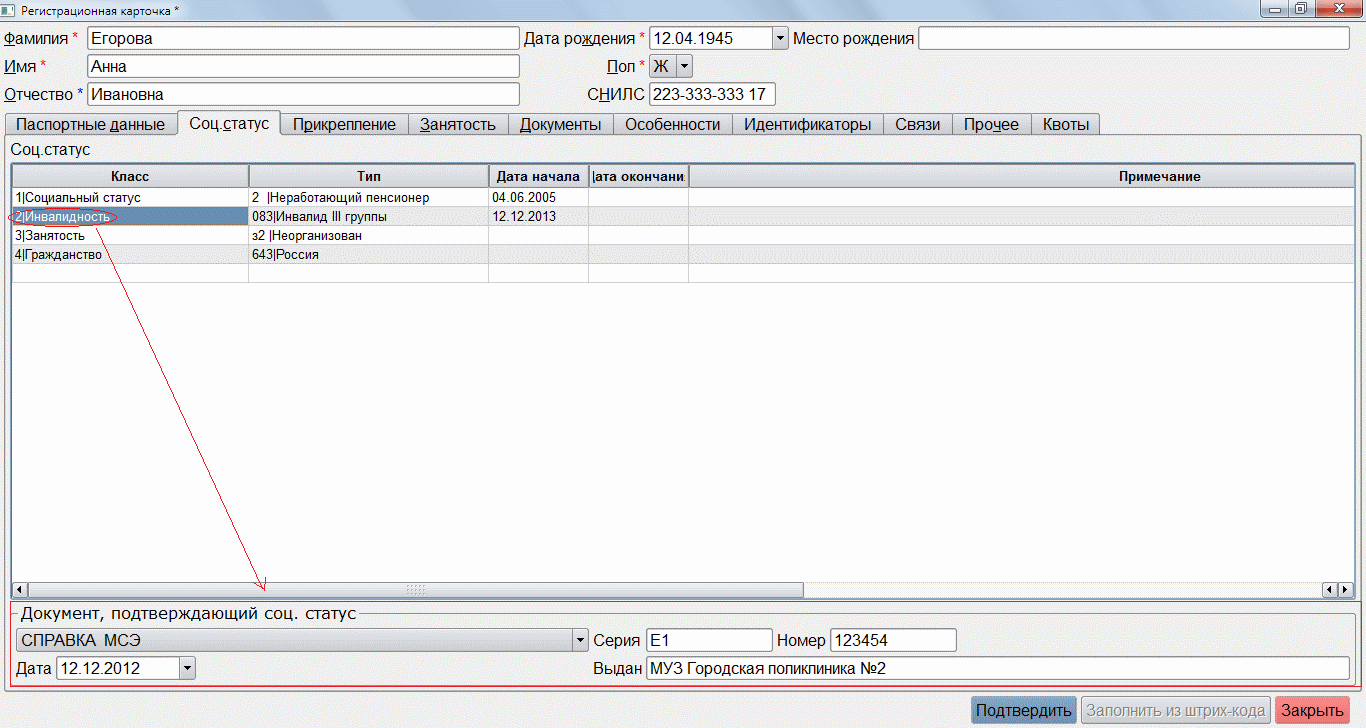 Регистрационная карточка *
Фамилия * Егорова Дата рождения * 12.04.1945 Место рождения
Имя * Анна Пол * Ж
Отчество * Ивановна СНИЛС 223-333-333 17
Паспортные данные Соц.статус Прикрепление Занятость Документы Особенности Идентификаторы Связи Прочее Квоты
Соц.статус
Класс Тип Дата начала ата окончани Примечание
1|Социальный статус 2 |Неработающий пенсионер 04.06.2005
2|Инвалидность 083|Инвалид III группы 12.12.2013
3|Занятость з2 |Неорганизован
4|Гражданство 643|Россия
Документ, подтверждающий соц. статус
СПРАВКА МСЭ Серия Е1 Номер 123454
Дата 12.12.2012 Выдан МУЗ Городская поликлиника №2
Подтвердить Заполнить из штрих-кода Закрыть